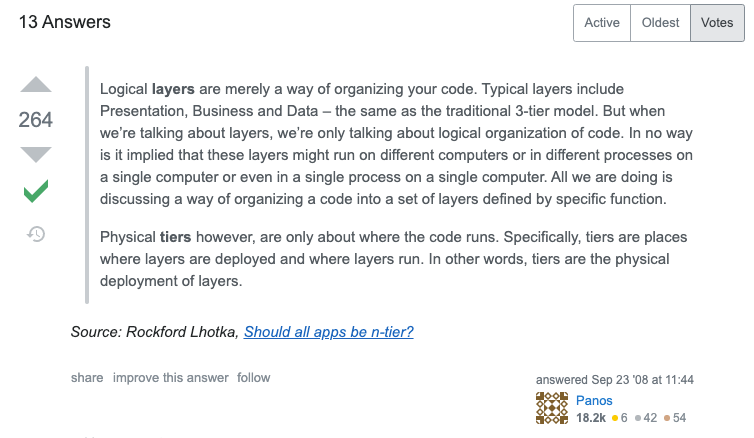 13 Answers
Active Oldest Votes
Logical layers are merely a way of organizing your code. Typical layers include
Presentation, Business and Data – the same as the traditional 3-tier model. But when
we’re talking about layers, we’re only talking about logical organization of code. In no way
is it implied that these layers might run on different computers or in different processes on
a single computer or even in a single process on a single computer. All we are doing is
discussing a way of organizing a code into a set of layers defined by specific function.
264
Physical tiers however, are only about where the code runs. Specifically, tiers are places
where layers are deployed and where layers run. In other words, tiers are the physical
deployment of layers.
Source: Rockford Lhotka, Should all apps be n-tier?
share improve this answer follow
answered Sep 23 '08 at 11:44
Panos
18.2k 6 42 54